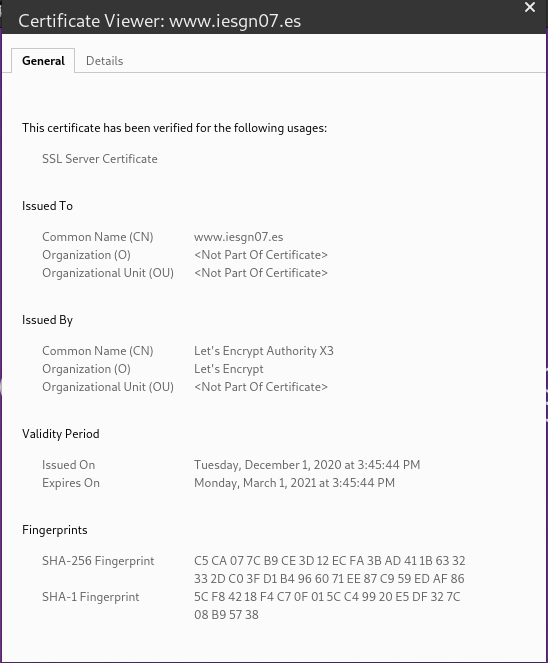 Certificate Viewer: www.iesgn07.es
General Details
This certificate has been verified for the following usages:
SSL Server Certificate
Issued To
Common Name (CN) www.iesgn07.es
Organization (O) <Not Part Of Certificate>
Organizational Unit (OU) <Not Part Of Certificate>
Issued By
Common Name (CN) Let's Encrypt Authority X3
Organization (O) Let's Encrypt
Organizational Unit (OU) <Not Part Of Certificate>
Validity Period
Issued On Tuesday, December 1, 2020 at 3:45:44 PM
Expires On Monday, March 1, 2021 at 3:45:44 PM
Fingerprints
SHA-256 Fingerprint C5 CA 07 7C B9 CE 3D 12 EC FA 3B AD 41 1B 63 32
33 2D C0 3F D1 B4 96 60 71 EE 87 C9 59 ED AF 86
SHA-1 Fingerprint 5C F8 42 18 F4 C7 0F 01 5C C4 99 20 E5 DF 32 7C
08 B9 57 38